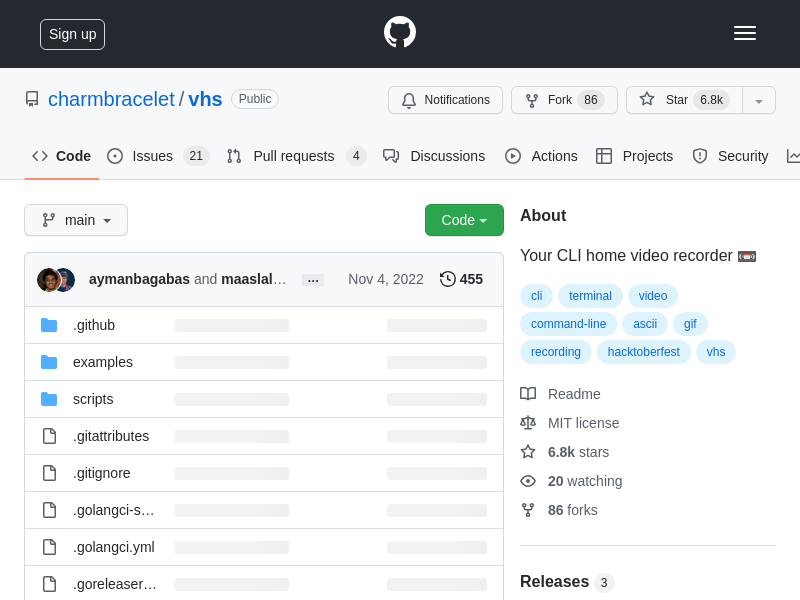 Sign up
charmbracelet / vhs Public
Notifications
Fork 86
Star 6.8k
Code
Issues 21
Pull requests 4
Discussions
Actions
Projects
Security
main
Code
About
Your CLI home video recorder
aymanbagabas and maaslal… … Nov 4, 2022 455
cli terminal video
command-line ascii gif
recording hacktoberfest vhs
.github
examples
scripts
.gitattributes
.gitignore
.golangci-s…
.golangci.yml
.goreleaser…
Readme
MIT license
6.8k stars
20 watching
86 forks
Releases 3